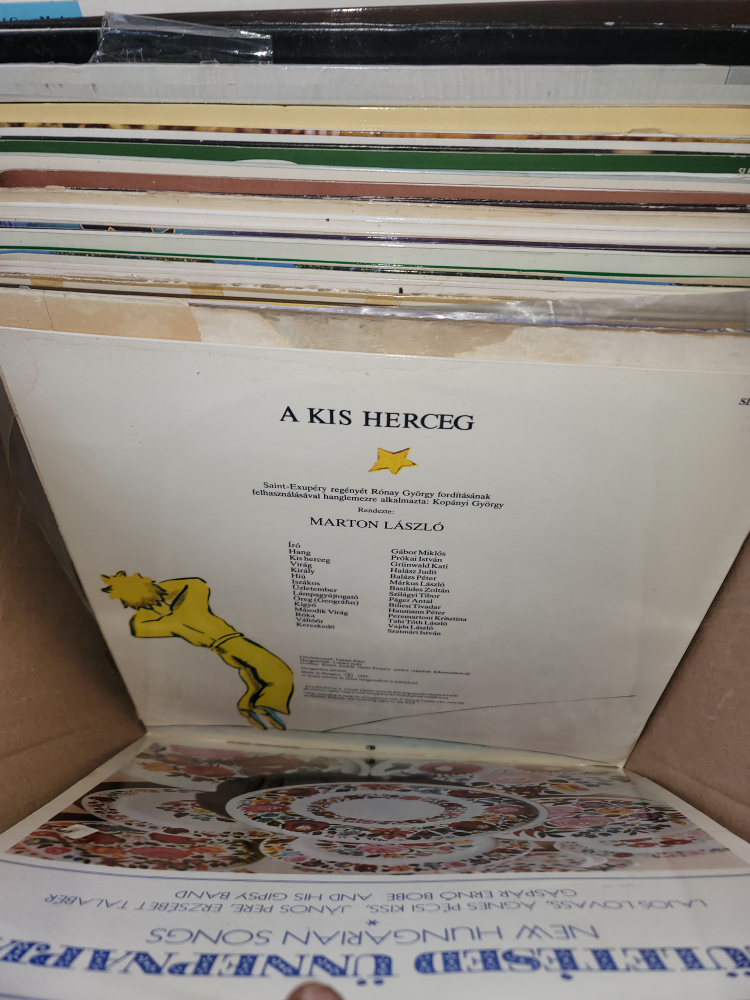 A KIS HERCEG
Saint-Exupéry regényét Rónay György fordításának
felhasználásával hanglemezre alkalmazta: Kopányi György
Rendezte:
MARTON LÁSZLÓ
Író
Hang
Kis herceg
Virág
Király
Hiú
Iszákos
Üzletember
Lámpagyújtogató
Öreg (Geográfus)
Kígyó
Második Virág
Róka
Váltóőr
Kereskedő
Gábor Miklós
Prókai István
Grünwald Kati
Halász Judit
Balázs Péter
Márkus László
Basilides Zoltán
Szilágyi Tibor
Páger Antal
Bilicsi Tivadar
Haumann Péter
Peremartoni Krisztina
Tahi Tóth László
Vajda László
Szatmári István
LAJOS LOVASS, ÁGNES PÉCSI KISS, JÁNOS PERE, ERZSÉBET TALABÉR
GÁSPÁR ERNŐ BOBE AND HIS GIPSY BAND
*
NEW HUNGARIAN SONGS
ÜNNEPNAPJA